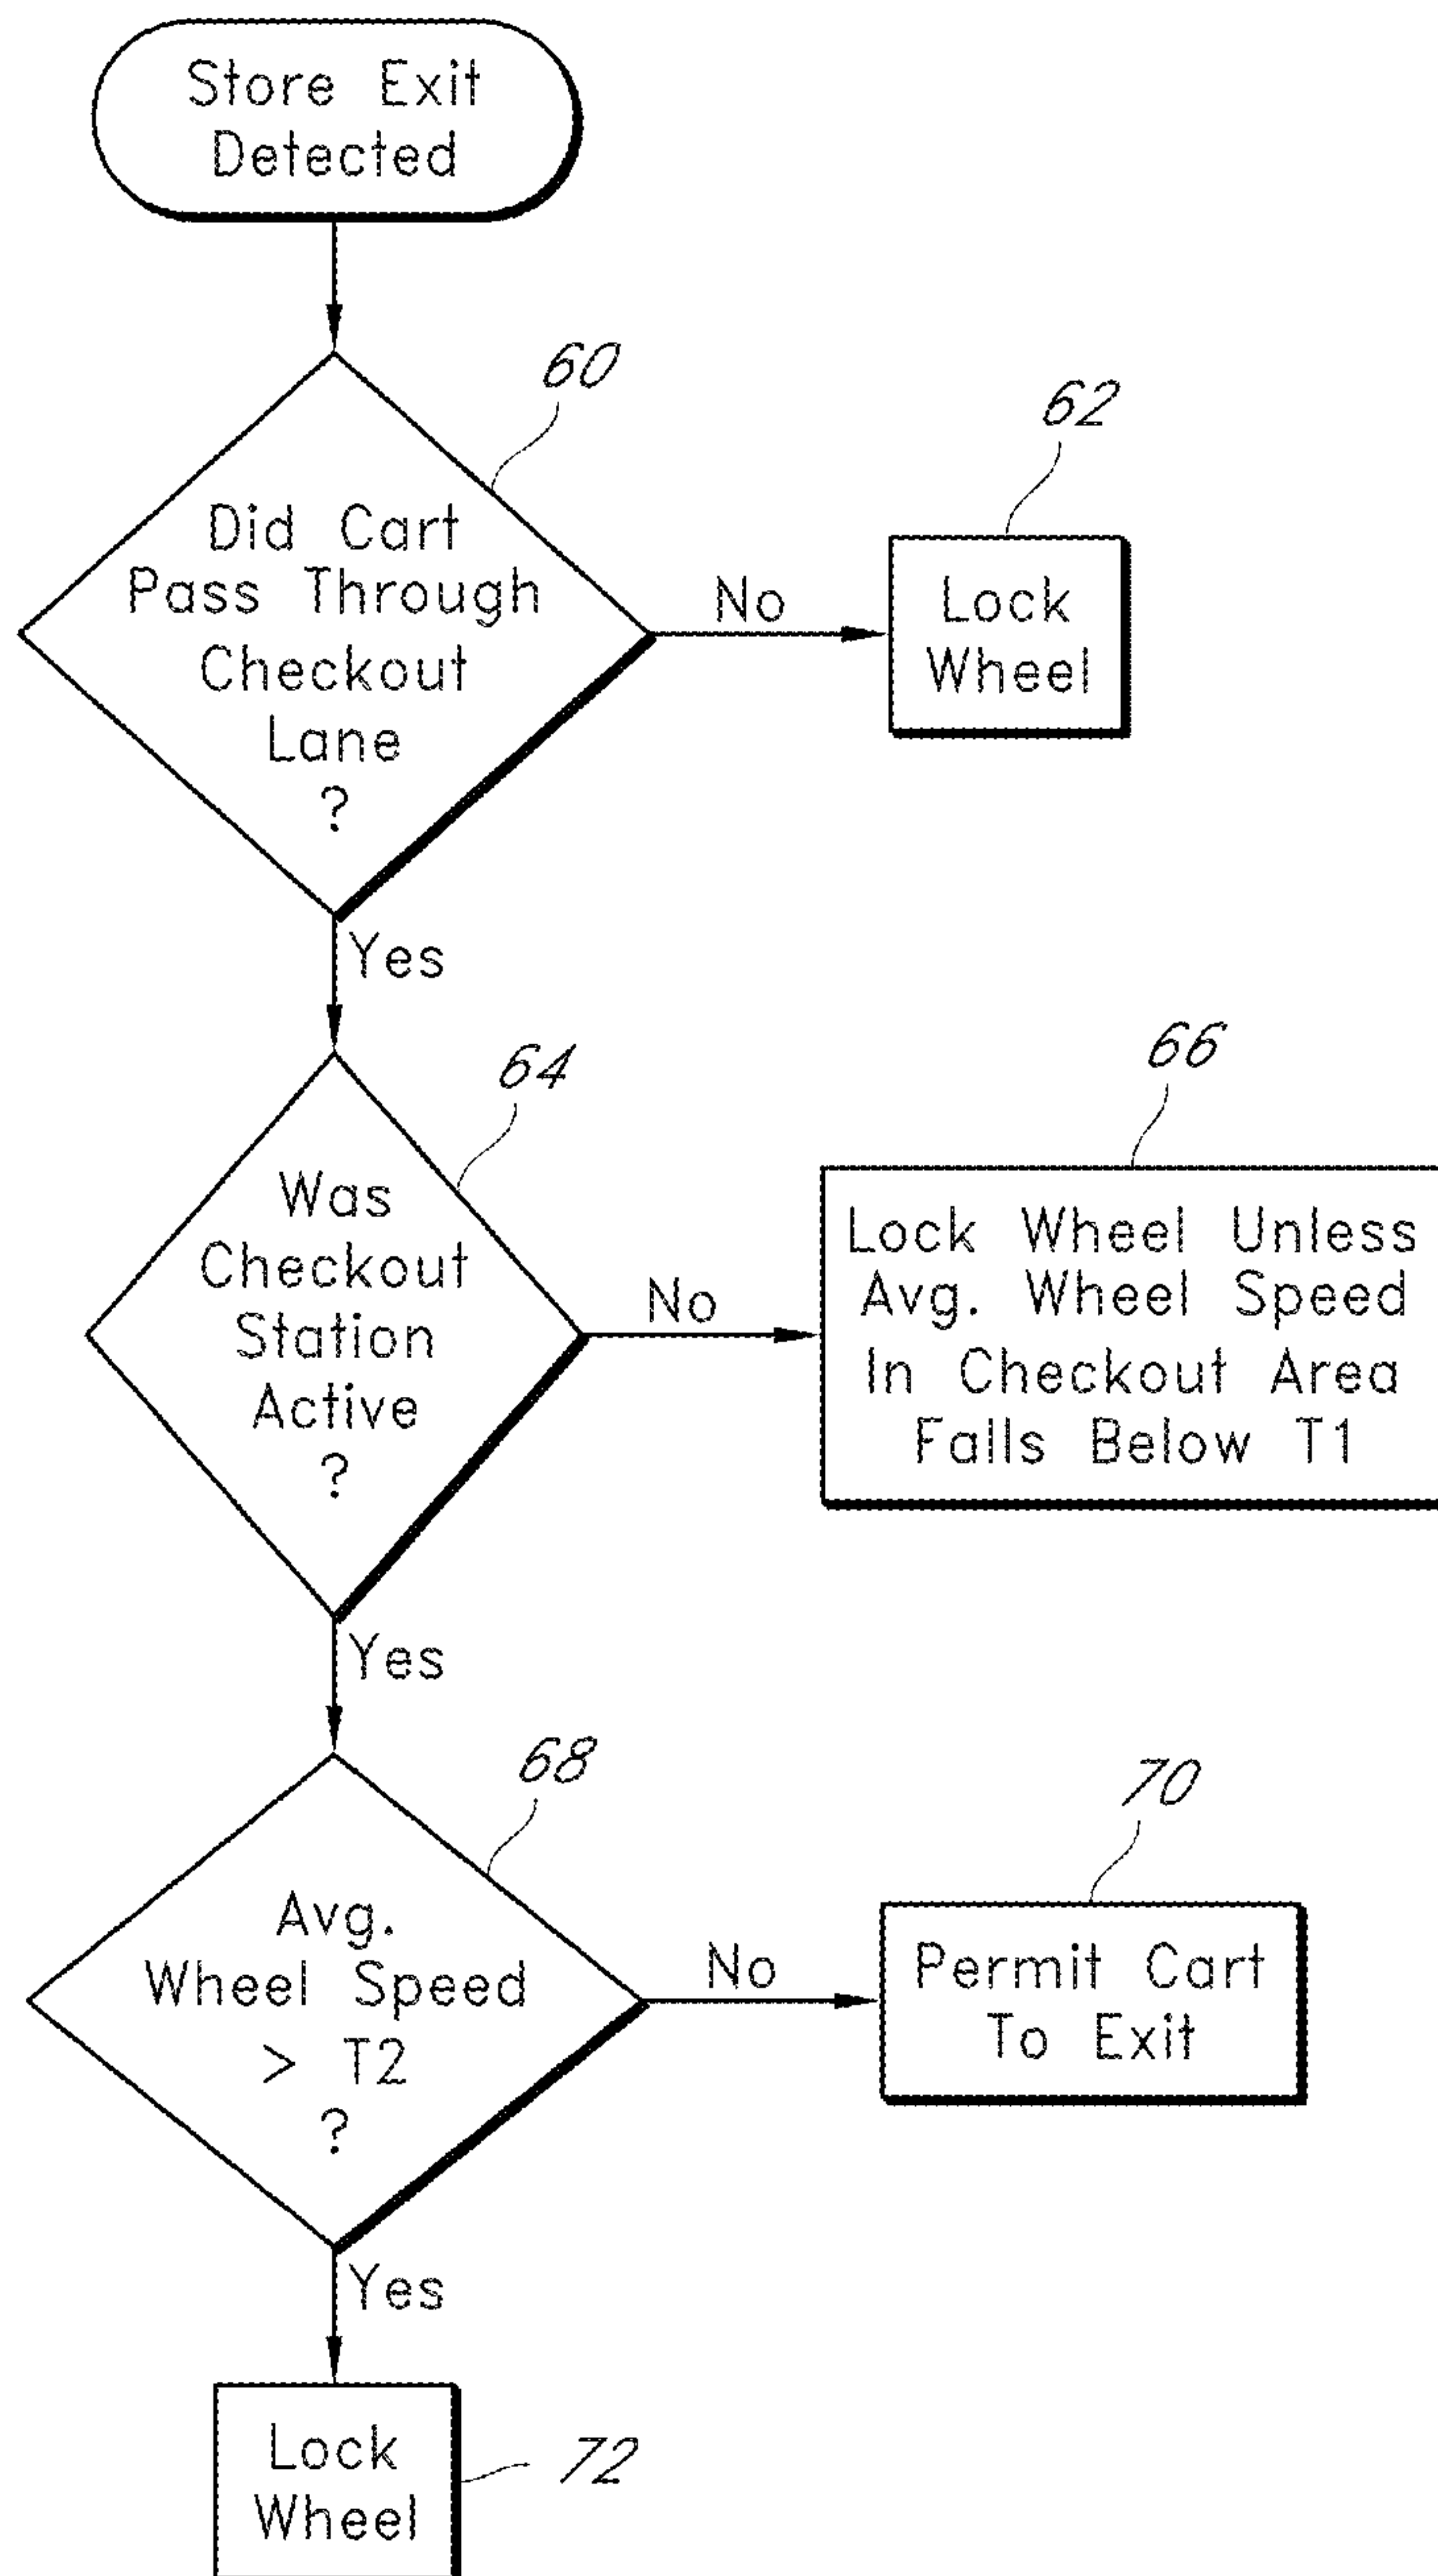 Store Exit
Detected
60
Did Cart
Pass Through
Checkout
Lane
?
No
62
Lock
Wheel
Yes
64
Was
Checkout
Station
Active
?
No
66
Lock Wheel Unless
Avg. Wheel Speed
In Checkout Area
Falls Below T1
Yes
68
Avg.
Wheel Speed
> T2
?
No
70
Permit Cart
To Exit
Yes
Lock
Wheel
72